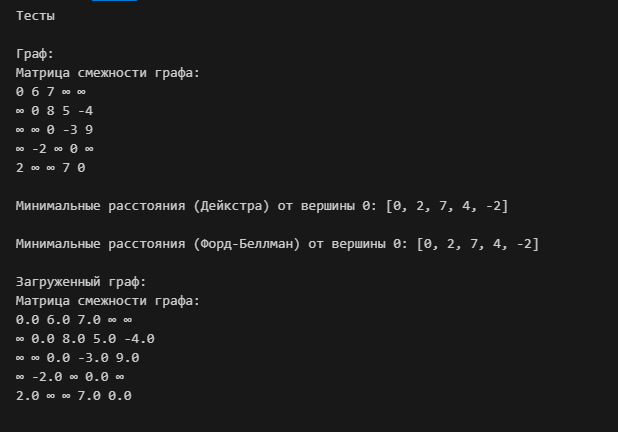 Тесты
Граф:
Матрица смежности графа:
0 6 7 ∞ ∞
∞ 0 8 5 -4
∞ ∞ 0 -3 9
∞ -2 ∞ 0 ∞
2 ∞ ∞ 7 0
Минимальные расстояния (Дейкстра) от вершины 0: [0, 2, 7, 4, -2]
Минимальные расстояния (Форд-Беллман) от вершины 0: [0, 2, 7, 4, -2]
Загруженный граф:
Матрица смежности графа:
0.0 6.0 7.0 ∞ ∞
∞ 0.0 8.0 5.0 -4.0
∞ ∞ 0.0 -3.0 9.0
∞ -2.0 ∞ 0.0 ∞
2.0 ∞ ∞ 7.0 0.0